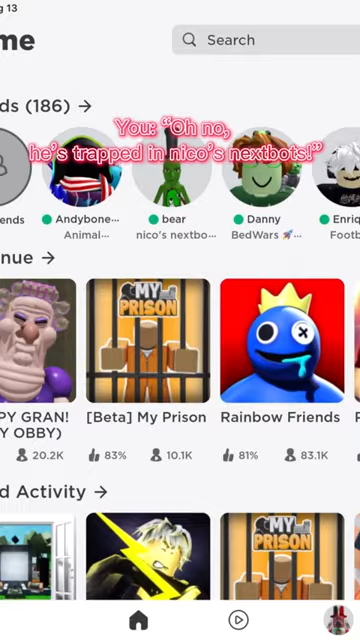 g 13
me
Search
ds (186) →
You: “Oh no,
he’s trapped in nico’s nextbots!”
ends
Andybone...
bear
Danny
Enriq
Animal...
nico's nextbo...
BedWars 🚀...
Footb
nue →
MY
PRISON
PY GRAN!
Y OBBY)
[Beta] My Prison
Rainbow Friends
20.2K
83%
10.1K
81%
83.1K
d Activity →
MY
PRISON